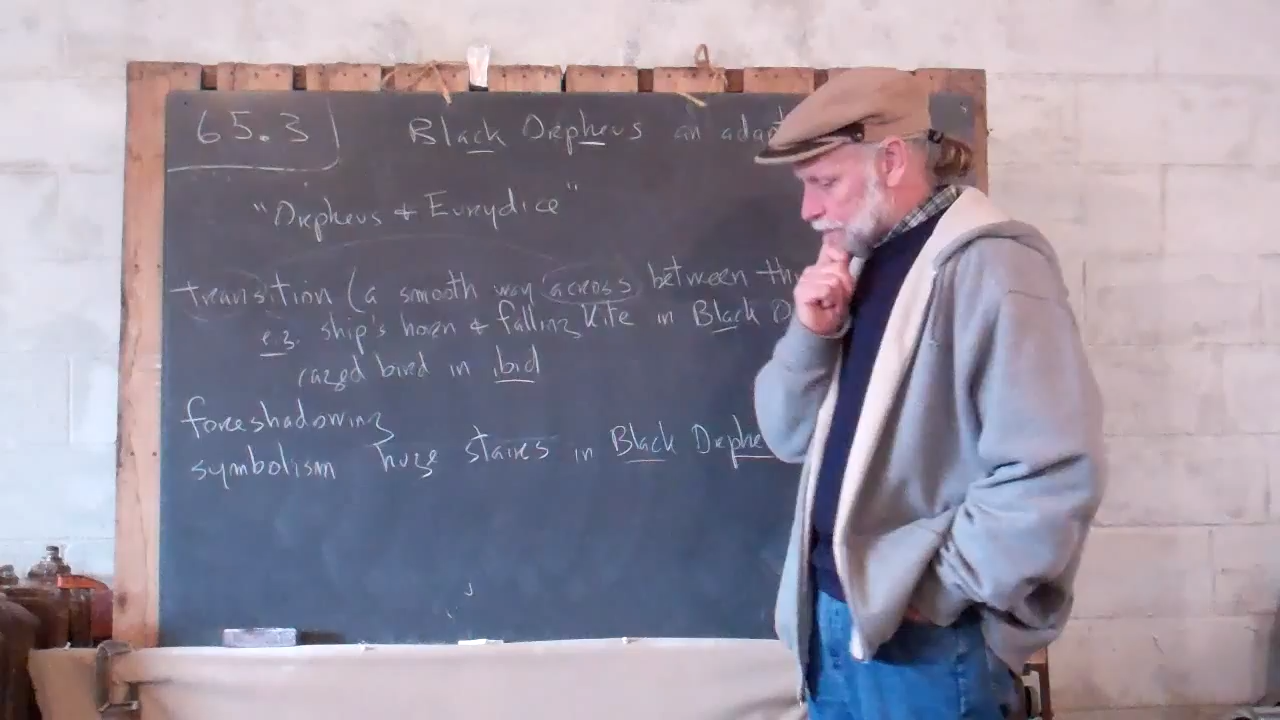 65.3 Black Orpheus an adapt
"Orpheus & Eurydice"
transition (a smooth way across between th
e.g. ship's horn & falling kite in Black O
caged bird in ibid
foreshadowing
symbolism huge stairs in Black Orphe